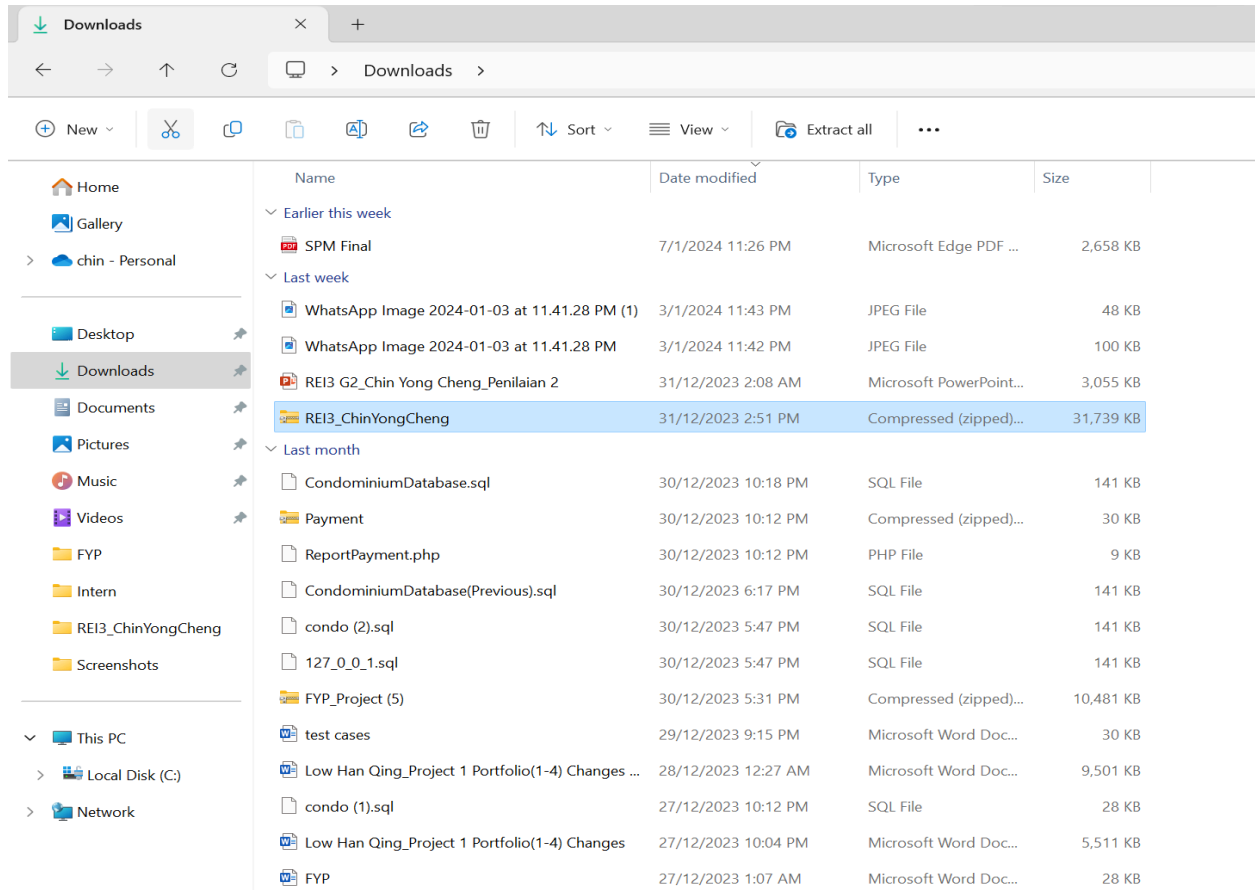 Downloads
Downloads
New Sort View Extract all
Name Date modified Type Size
Home
Gallery
chin - Personal
Desktop
Downloads
Documents
Pictures
Music
Videos
FYP
Intern
REI3_ChinYongCheng
Screenshots
This PC
Local Disk (C:)
Network
Earlier this week
SPM Final 7/1/2024 11:26 PM Microsoft Edge PDF ... 2,658 KB
Last week
WhatsApp Image 2024-01-03 at 11.41.28 PM (1) 3/1/2024 11:43 PM JPEG File 48 KB
WhatsApp Image 2024-01-03 at 11.41.28 PM 3/1/2024 11:42 PM JPEG File 100 KB
REI3 G2_Chin Yong Cheng_Penilaian 2 31/12/2023 2:08 AM Microsoft PowerPoint... 3,055 KB
REI3_ChinYongCheng 31/12/2023 2:51 PM Compressed (zipped)... 31,739 KB
Last month
CondominiumDatabase.sql 30/12/2023 10:18 PM SQL File 141 KB
Payment 30/12/2023 10:12 PM Compressed (zipped)... 30 KB
ReportPayment.php 30/12/2023 10:12 PM PHP File 9 KB
CondominiumDatabase(Previous).sql 30/12/2023 6:17 PM SQL File 141 KB
condo (2).sql 30/12/2023 5:47 PM SQL File 141 KB
127_0_0_1.sql 30/12/2023 5:47 PM SQL File 141 KB
FYP_Project (5) 30/12/2023 5:31 PM Compressed (zipped)... 10,481 KB
test cases 29/12/2023 9:15 PM Microsoft Word Doc... 30 KB
Low Han Qing_Project 1 Portfolio(1-4) Changes ... 28/12/2023 12:27 AM Microsoft Word Doc... 9,501 KB
condo (1).sql 27/12/2023 10:12 PM SQL File 28 KB
Low Han Qing_Project 1 Portfolio(1-4) Changes 27/12/2023 10:04 PM Microsoft Word Doc... 5,511 KB
FYP 27/12/2023 1:07 AM Microsoft Word Doc... 28 KB